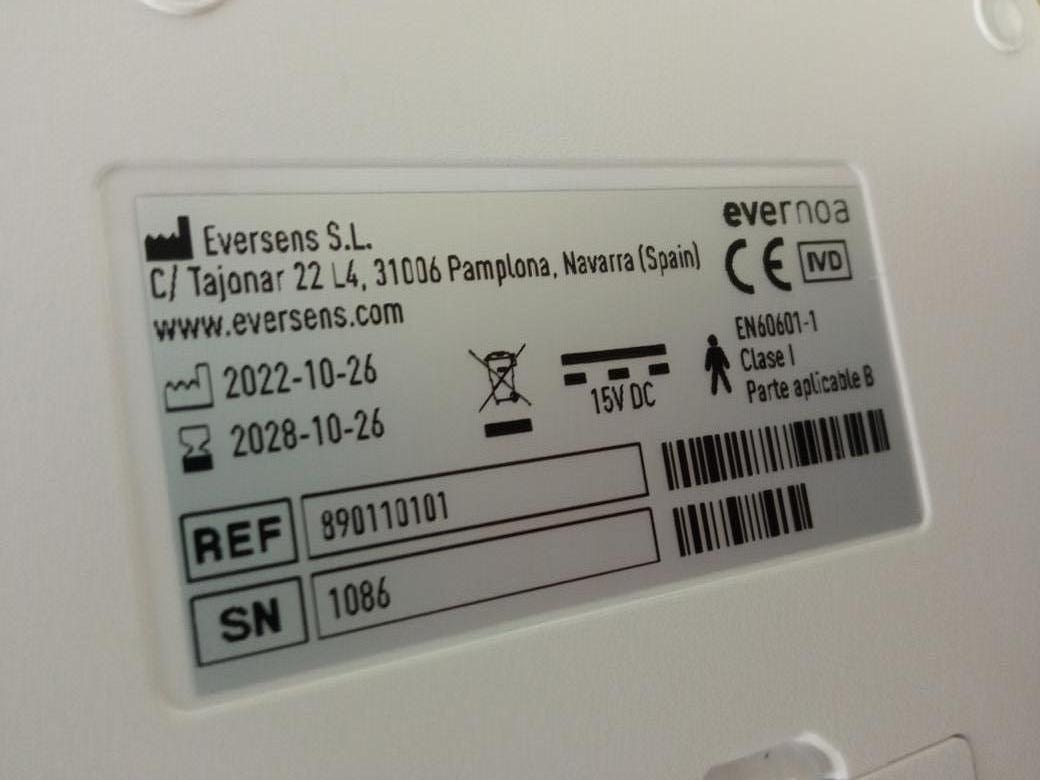 Eversens S.L.
C/ Tajonar 22 L4, 31006 Pamplona, Navarra (Spain)
www.eversens.com
evernoa
CE IVD
2022-10-26
2028-10-26
15V DC
EN60601-1
Clase I
Parte aplicable B
REF 890110101
SN 1086